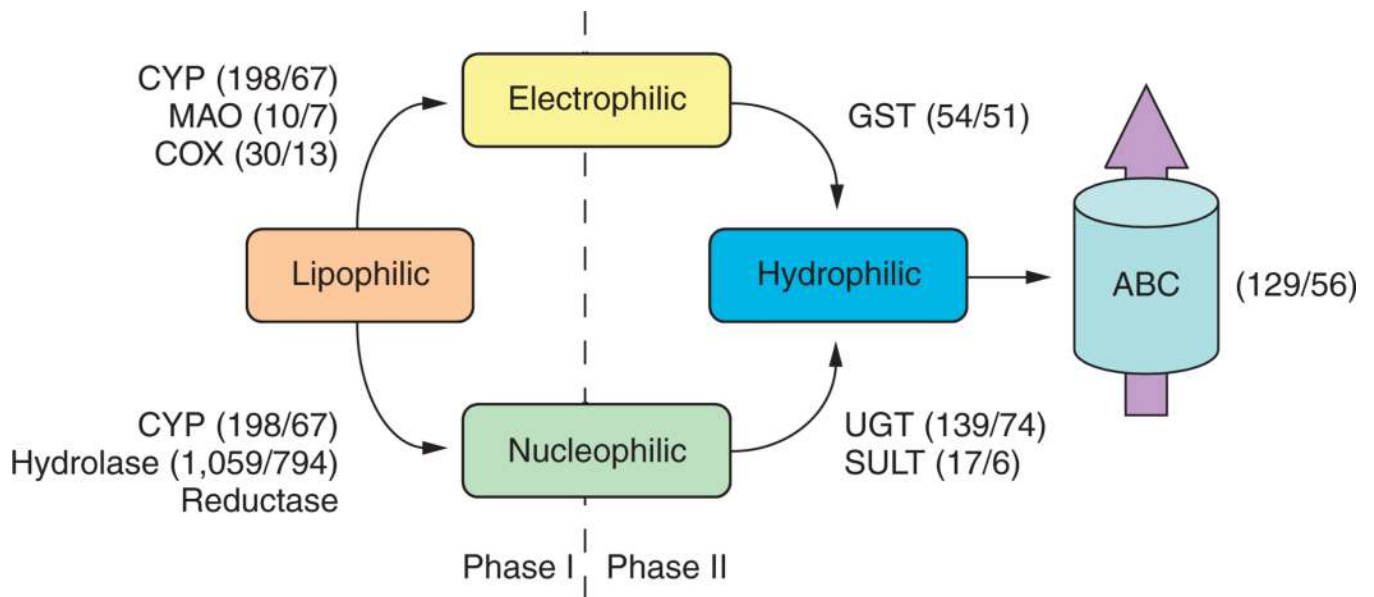 CYP (198/67)
MAO (10/7)
COX (30/13)
Electrophilic
GST (54/51)
Lipophilic
Hydrophilic
ABC
(129/56)
CYP (198/67)
Hydrolase (1,059/794)
Reductase
Nucleophilic
UGT (139/74)
SULT (17/6)
Phase I
Phase II